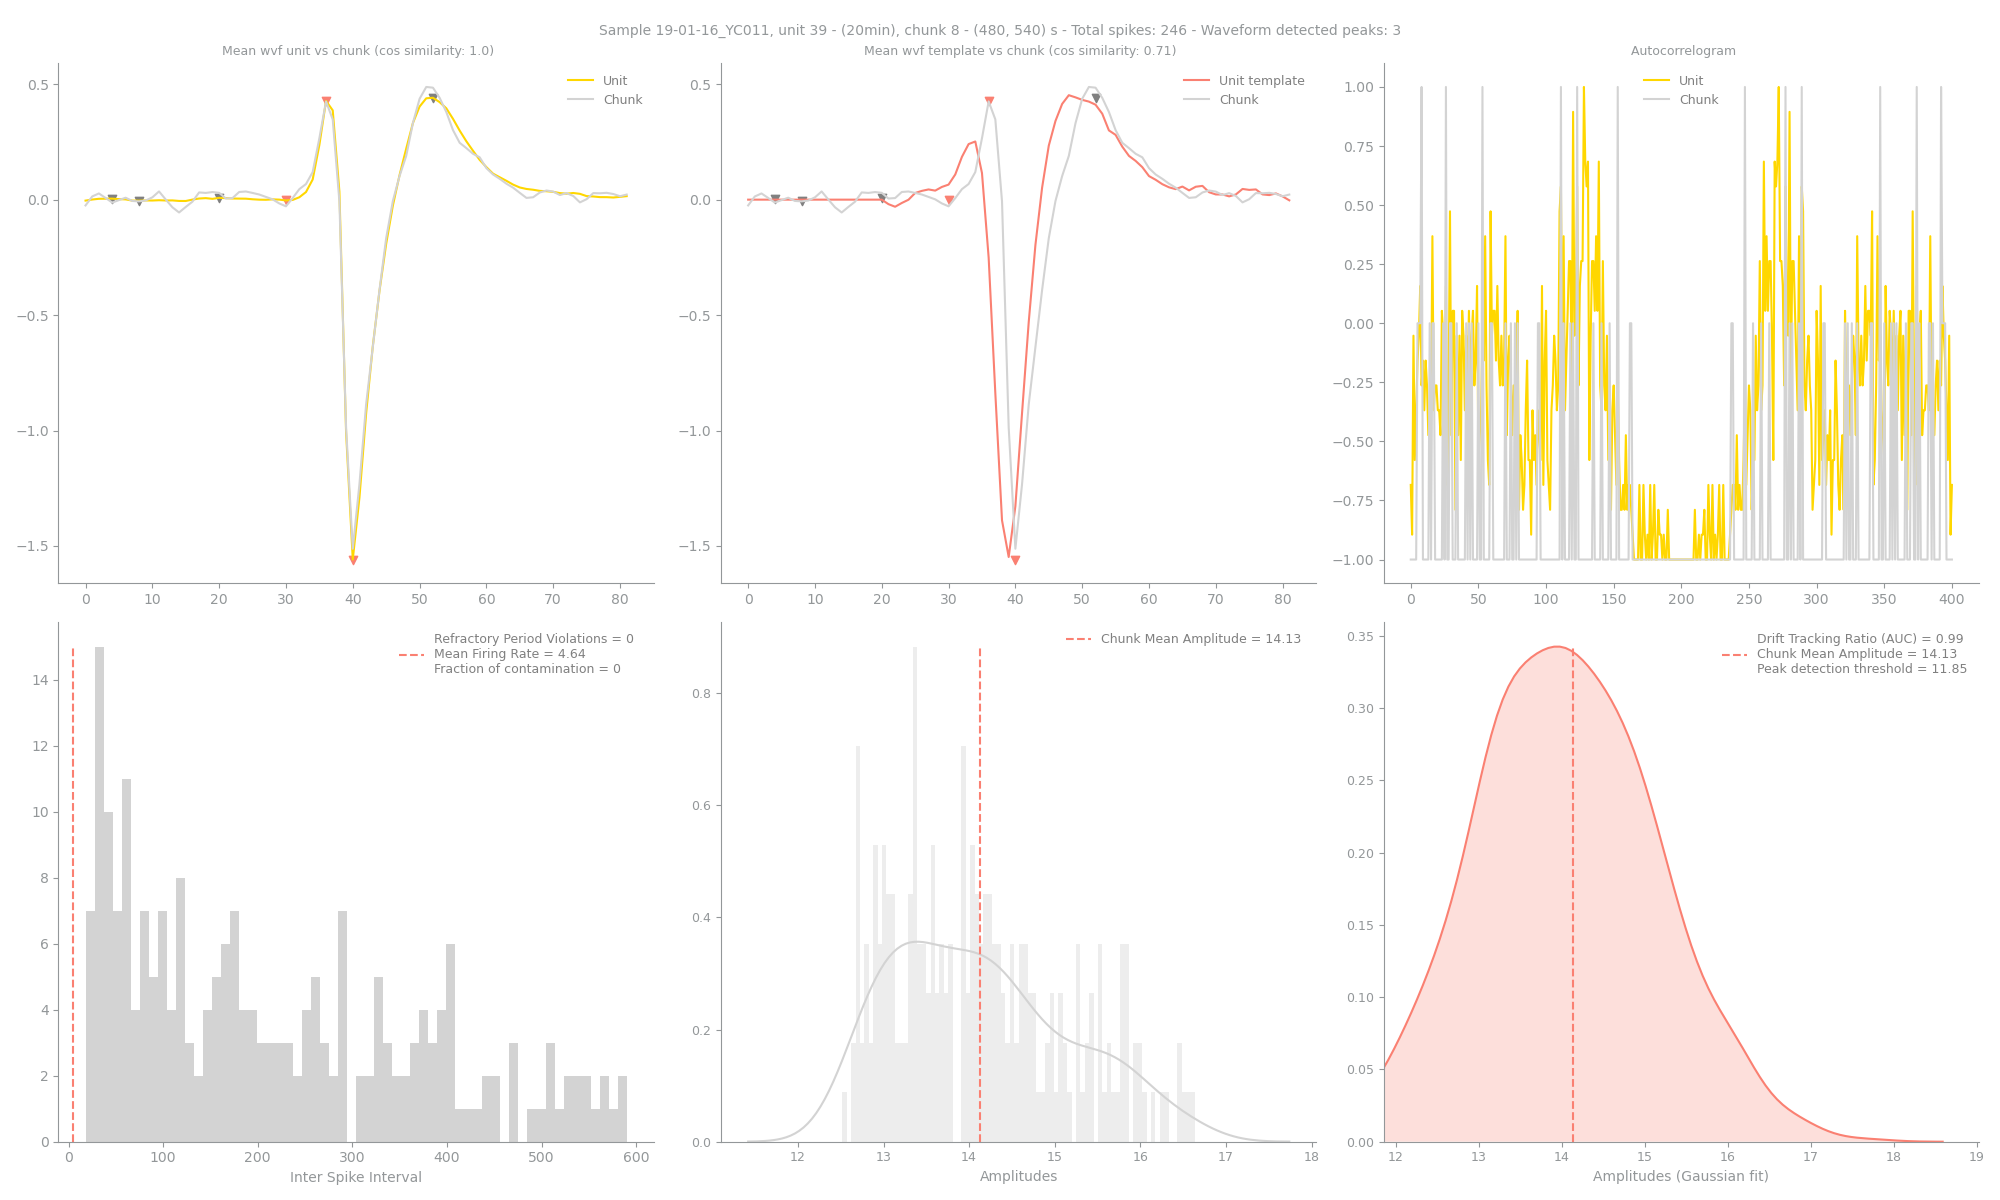 Sample 19-01-16_YC011, unit 39 - (20min), chunk 8 - (480, 540) s - Total spikes: 246 - Waveform detected peaks: 3
Mean wvf unit vs chunk (cos similarity: 1.0)
Unit
Chunk
0.5
0.0
−0.5
−1.0
−1.5
0 10 20 30 40 50 60 70 80
Mean wvf template vs chunk (cos similarity: 0.71)
Unit template
Chunk
0.5
0.0
−0.5
−1.0
−1.5
0 10 20 30 40 50 60 70 80
Autocorrelogram
Unit
Chunk
1.00
0.75
0.50
0.25
0.00
−0.25
−0.50
−0.75
−1.00
0 50 100 150 200 250 300 350 400
Refractory Period Violations = 0
Mean Firing Rate = 4.64
Fraction of contamination = 0
14
12
10
8
6
4
2
0
0 100 200 300 400 500 600
Inter Spike Interval
Chunk Mean Amplitude = 14.13
0.8
0.6
0.4
0.2
0.0
12 13 14 15 16 17 18
Amplitudes
Drift Tracking Ratio (AUC) = 0.99
Chunk Mean Amplitude = 14.13
Peak detection threshold = 11.85
0.35
0.30
0.25
0.20
0.15
0.10
0.05
0.00
12 13 14 15 16 17 18 19
Amplitudes (Gaussian fit)